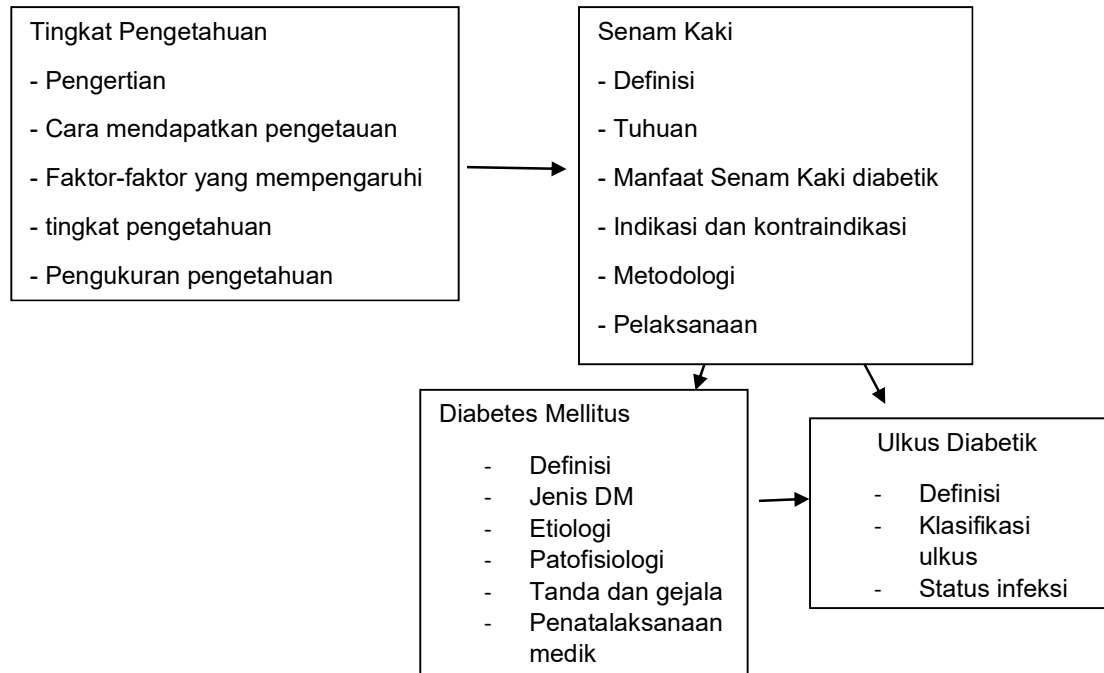 Tingkat Pengetahuan
- Pengertian
- Cara mendapatkan pengetauan
- Faktor-faktor yang mempengaruhi
- tingkat pengetahuan
- Pengukuran pengetahuan
Senam Kaki
- Definisi
- Tuhuan
- Manfaat Senam Kaki diabetik
- Indikasi dan kontraindikasi
- Metodologi
- Pelaksanaan
Diabetes Mellitus
- Definisi
- Jenis DM
- Etiologi
- Patofisiologi
- Tanda dan gejala
- Penatalaksanaan
medik
Ulkus Diabetik
- Definisi
- Klasifikasi
ulkus
- Status infeksi